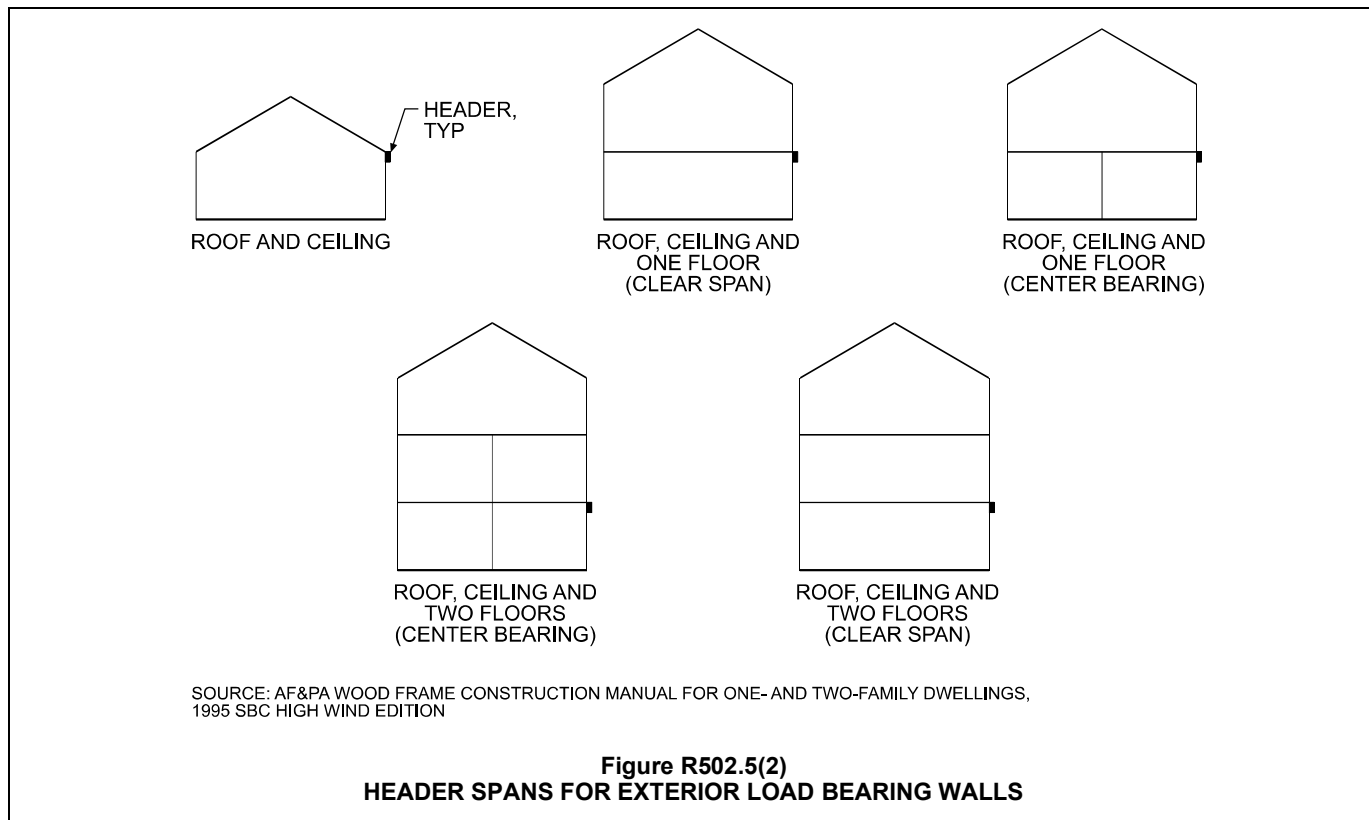 HEADER,
TYP
ROOF AND CEILING
ROOF, CEILING AND
ONE FLOOR
(CLEAR SPAN)
ROOF, CEILING AND
ONE FLOOR
(CENTER BEARING)
ROOF, CEILING AND
TWO FLOORS
(CENTER BEARING)
ROOF, CEILING AND
TWO FLOORS
(CLEAR SPAN)
SOURCE: AF&PA WOOD FRAME CONSTRUCTION MANUAL FOR ONE- AND TWO-FAMILY DWELLINGS,
1995 SBC HIGH WIND EDITION
Figure R502.5(2)
HEADER SPANS FOR EXTERIOR LOAD BEARING WALLS